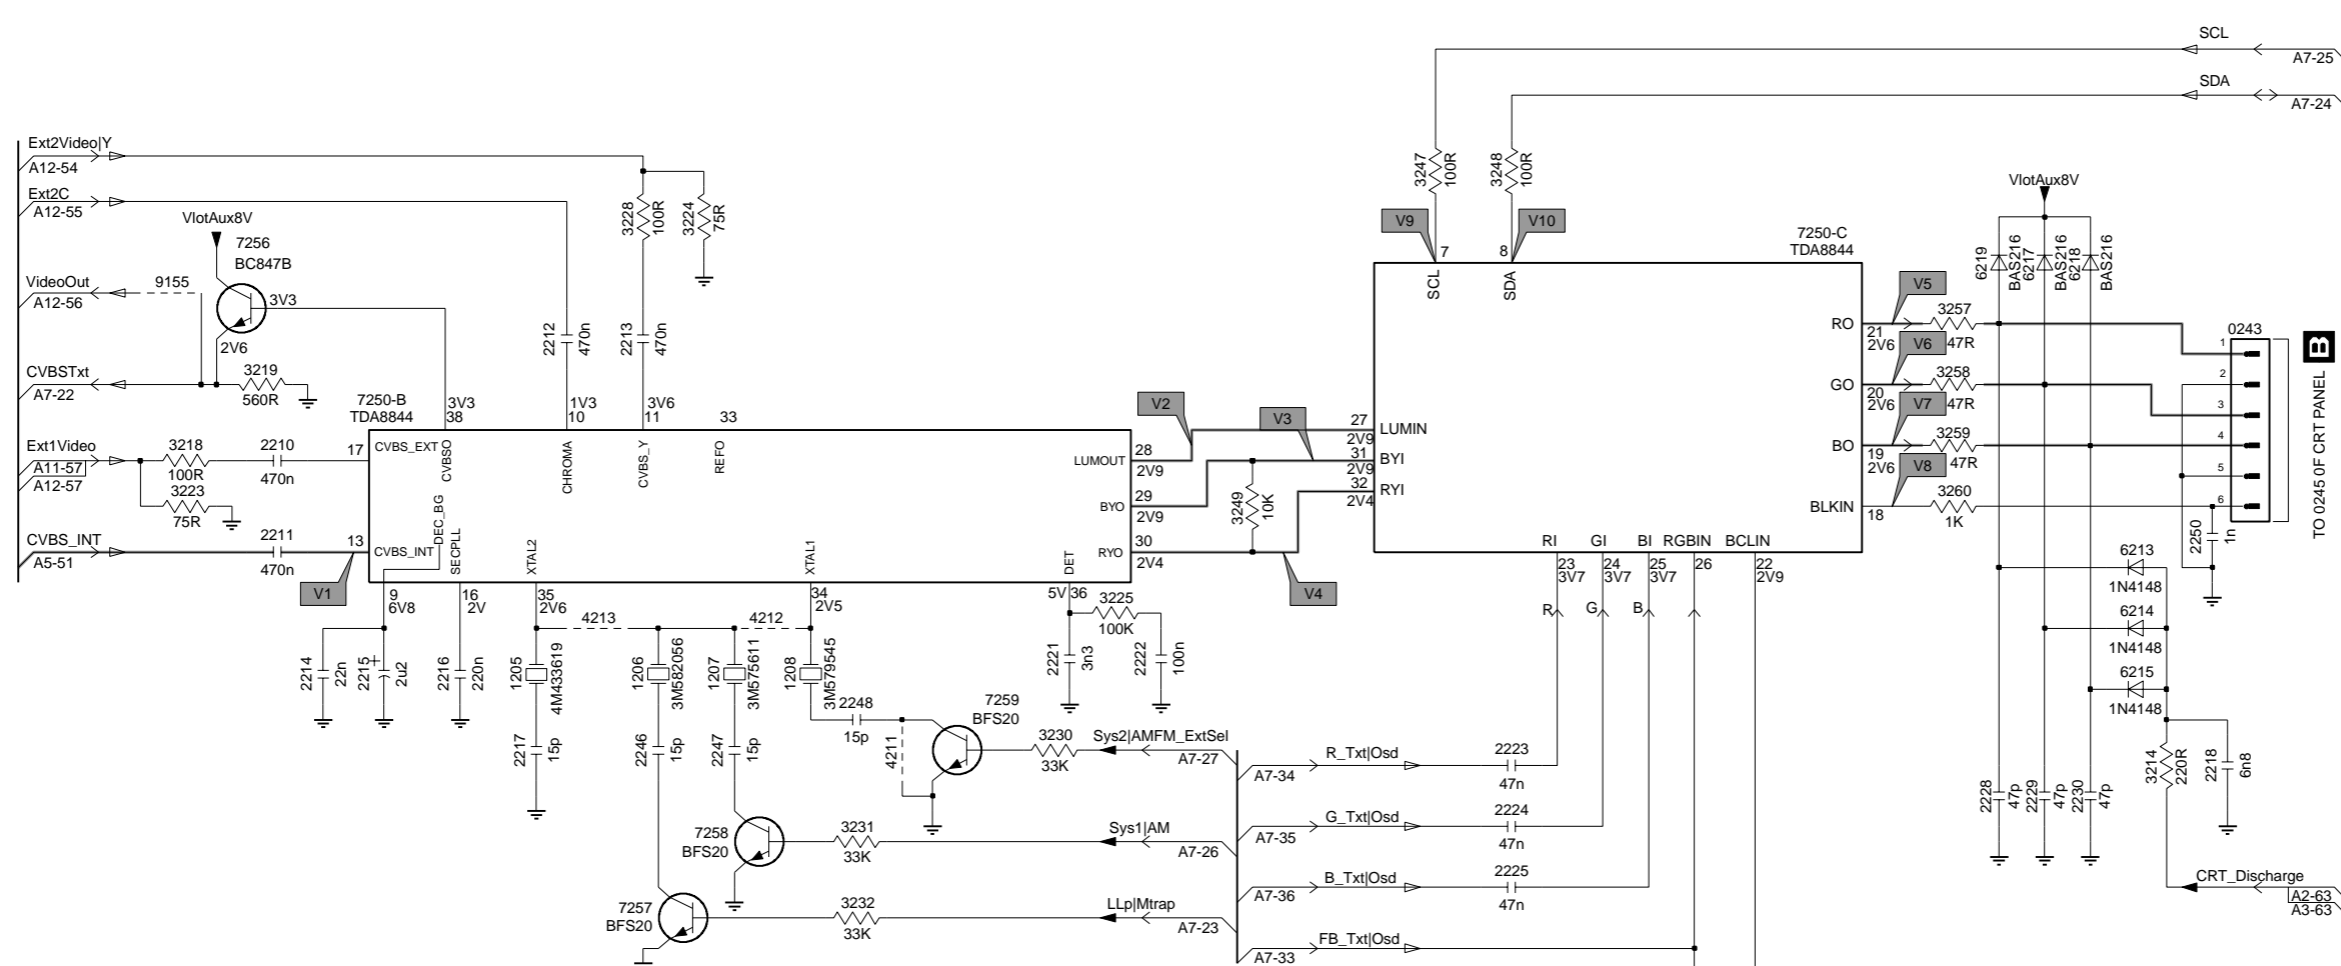 SCL
A7-25
SDA
A7-24
Ext2Video|Y
A12-54
Ext2C
A12-55
VlotAux8V
7256
BC847B
VideoOut
9155
A12-56
3V3
2V6
CVBSTxt
3219
A7-22
560R
3228
100R
3224
75R
2212
470n
2213
470n
3247
100R
3248
100R
V9
V10
7
8
7250-C
TDA8844
SCL
SDA
VlotAux8V
6219
BAS216
6217
BAS216
6218
BAS216
V5
3257
RO
21
2V6
47R
V6
3258
GO
20
2V6
47R
V7
3259
BO
19
2V6
47R
V8
3260
BLKIN
18
1K
0243
1
2
3
4
5
6
B
TO 0245 0F CRT PANEL
2250
1n
7250-B
TDA8844
3V3
38
1V3
10
3V6
11
33
Ext1Video
3218
2210
17
A11-57
100R
470n
A12-57
3223
75R
CVBS_INT
2211
13
A5-51
470n
V1
CVBS_EXT
CVBSO
CHROMA
CVBS_Y
REFO
CVBS_INT
DEC_BG
SECPLL
XTAL2
XTAL1
DET
LUMOUT
28
2V9
BYO
29
2V9
RYO
30
2V4
V2
V3
V4
3249
10K
27
LUMIN
2V9
31
BYI
2V9
32
RYI
2V4
RI
GI
BI
RGBIN
BCLIN
23
3V7
24
3V7
25
3V7
26
22
2V9
R
G
B
9
6V8
16
2V
35
2V6
34
2V5
5V
36
3225
100K
4213
4212
2214
22n
2215
2u2
2216
220n
1205
4M433619
1206
3M582056
1207
3M575611
1208
3M579545
2221
3n3
2222
100n
2217
15p
2246
15p
2247
15p
2248
15p
4211
7259
BFS20
3230
33K
Sys2|AMFM_ExtSel
A7-27
7258
BFS20
3231
33K
Sys1|AM
A7-26
7257
BFS20
3232
33K
LLp|Mtrap
A7-23
R_Txt|Osd
A7-34
2223
47n
G_Txt|Osd
A7-35
2224
47n
B_Txt|Osd
A7-36
2225
47n
FB_Txt|Osd
A7-33
6213
1N4148
6214
1N4148
6215
1N4148
3214
220R
2218
6n8
2228
47p
2229
47p
2230
47p
CRT_Discharge
A2-63
A3-63